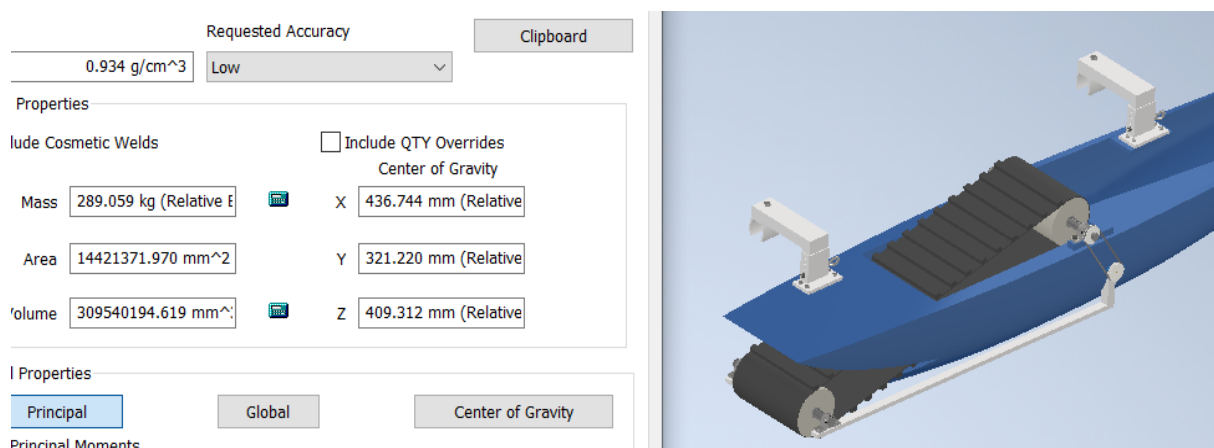 Requested Accuracy
Clipboard
0.934 g/cm^3
Low
Properties
lude Cosmetic Welds
Include QTY Overrides
Center of Gravity
Mass 289.059 kg (Relative E
X 436.744 mm (Relative
Area 14421371.970 mm^2
Y 321.220 mm (Relative
Volume 309540194.619 mm^
Z 409.312 mm (Relative
l Properties
Principal
Global
Center of Gravity
Principal Moments